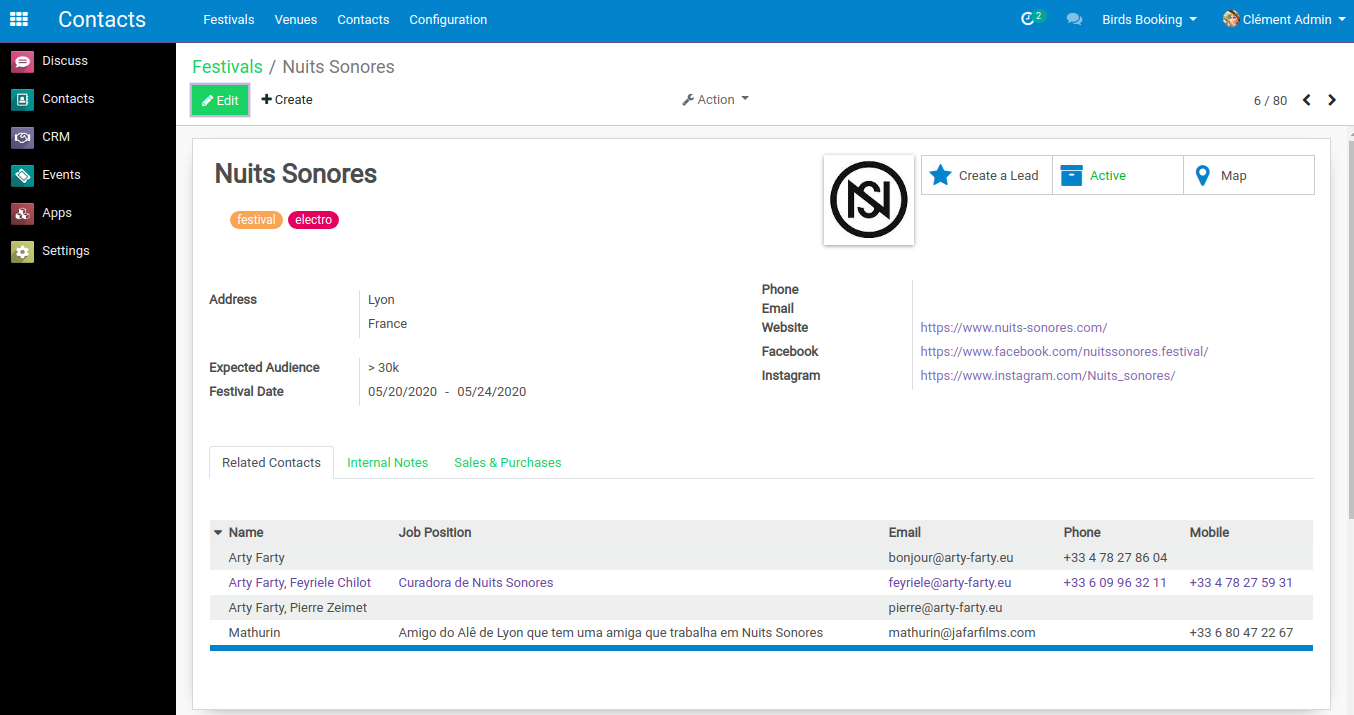 Contacts Festivals Venues Contacts Configuration 2 Birds Booking Clément Admin
Discuss
Contacts
CRM
Events
Apps
Settings
Festivals / Nuits Sonores
Edit Create Action 6 / 80
Nuits Sonores
festival electro
NS
Create a Lead Active Map
Address Lyon
France
Expected Audience > 30k
Festival Date 05/20/2020 - 05/24/2020
Phone
Email
Website https://www.nuits-sonores.com/
Facebook https://www.facebook.com/nuitssonores.festival/
Instagram https://www.instagram.com/Nuits_sonores/
Related Contacts Internal Notes Sales & Purchases
Name Job Position Email Phone Mobile
Arty Farty bonjour@arty-farty.eu +33 4 78 27 86 04
Arty Farty, Feyriele Chilot Curadora de Nuits Sonores feyriele@arty-farty.eu +33 6 09 96 32 11 +33 4 78 27 59 31
Arty Farty, Pierre Zeimet pierre@arty-farty.eu
Mathurin Amigo do Alê de Lyon que tem uma amiga que trabalha em Nuits Sonores mathurin@jafarfilms.com +33 6 80 47 22 67